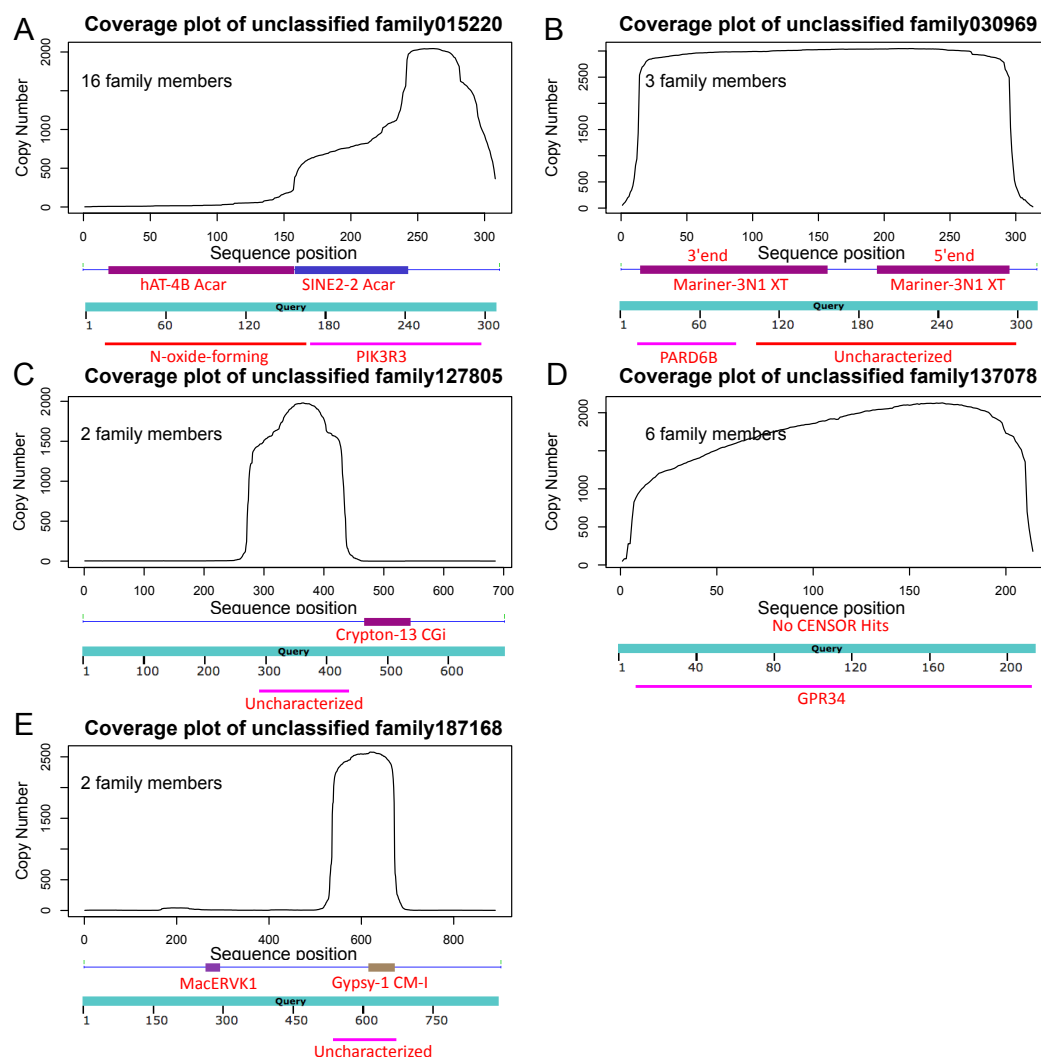 A
Coverage plot of unclassified family015220
16 family members
Copy Number
0 500 1000 2000
0 50 100 150 200 250 300
Sequence position
hAT-4B Acar SINE2-2 Acar
Query
1 60 120 180 240 300
N-oxide-forming PIK3R3
B
Coverage plot of unclassified family030969
3 family members
Copy Number
0 500 1500 2500
0 50 100 150 200 250 300
Sequence position
3'end 5'end
Mariner-3N1 XT Mariner-3N1 XT
Query
1 60 120 180 240 300
PARD6B Uncharacterized
C
Coverage plot of unclassified family127805
2 family members
Copy Number
0 500 1000 1500 2000
0 100 200 300 400 500 600 700
Sequence position
Crypton-13 CGi
Query
1 100 200 300 400 600
Uncharacterized
D
Coverage plot of unclassified family137078
6 family members
Copy Number
0 500 1000 2000
0 50 100 150 200
Sequence position
No CENSOR Hits
Query
1 40 80 120 160 200
GPR34
E
Coverage plot of unclassified family187168
2 family members
Copy Number
0 500 1500 2500
0 200 400 600 800
Sequence position
MacERVK1 Gypsy-1 CM-I
Query
1 150 300 450 600 750
Uncharacterized